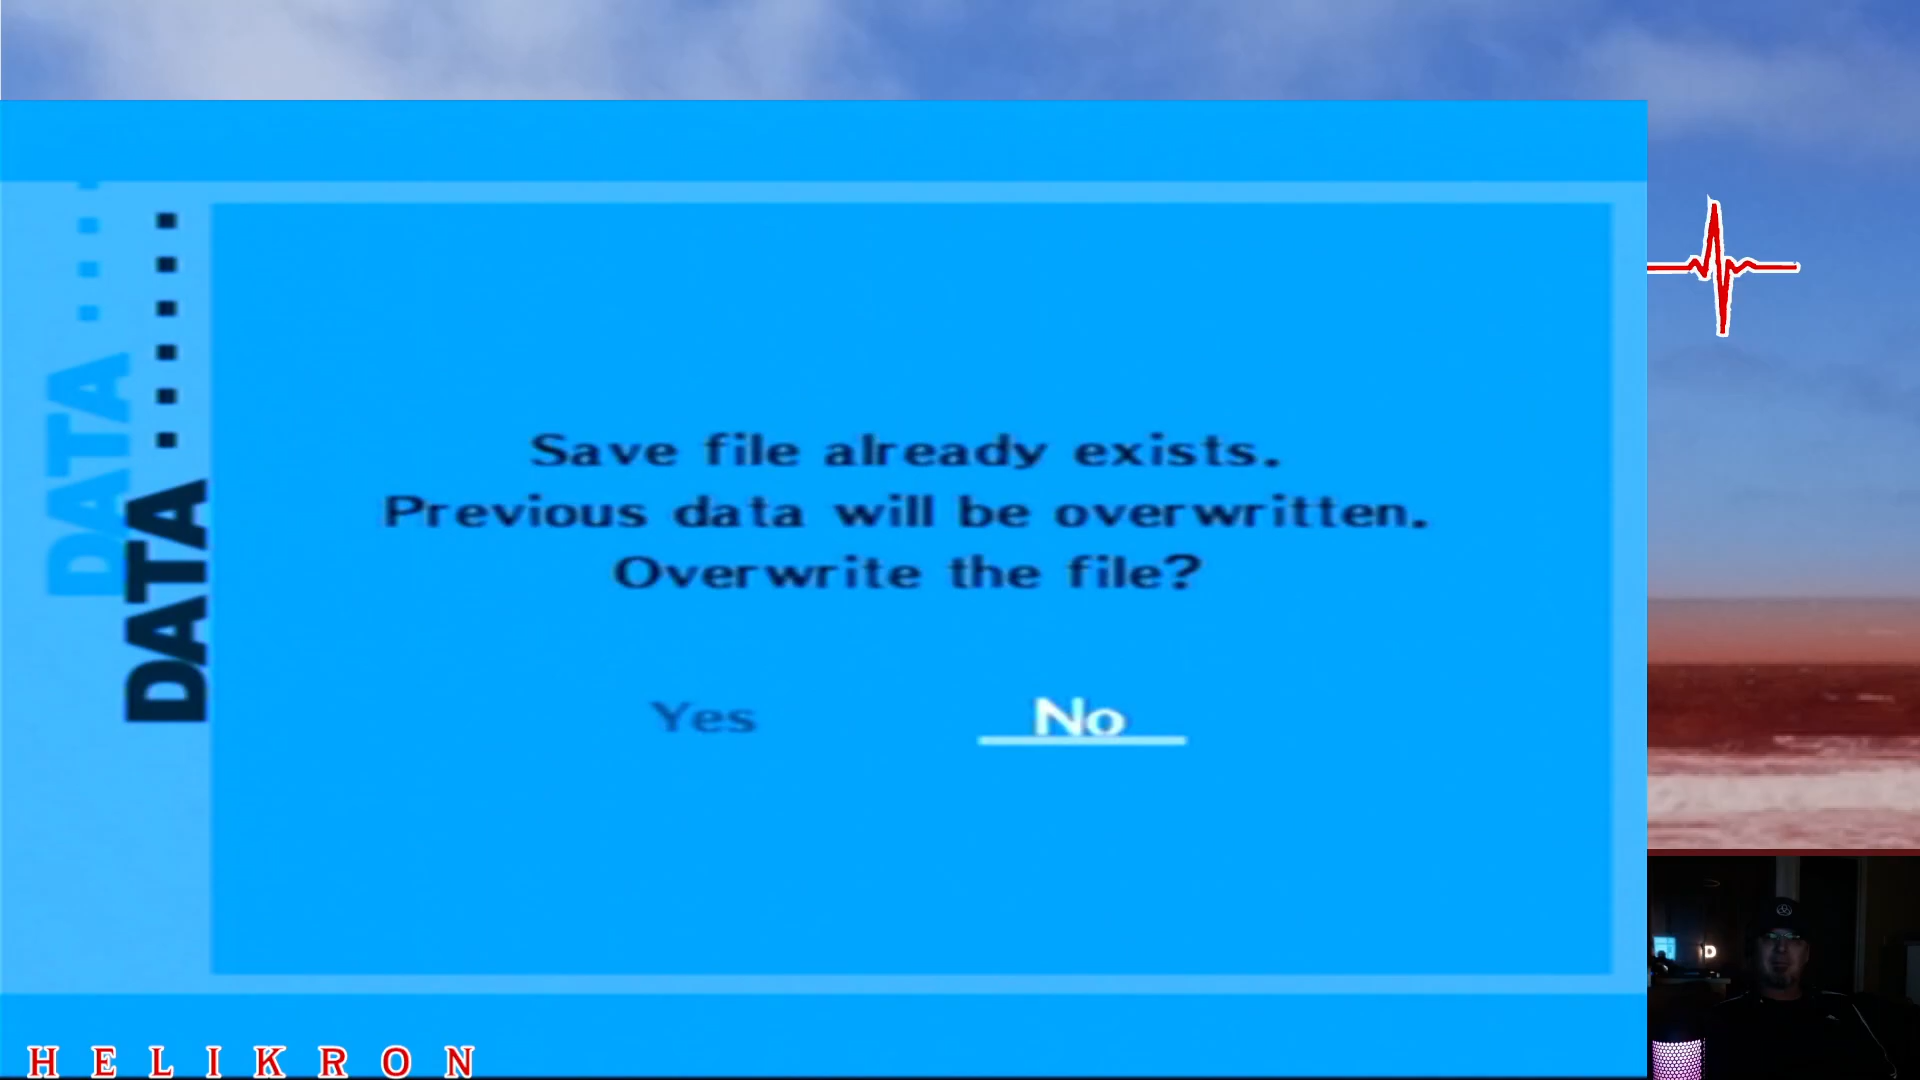 DATA
DATA
Save file already exists.
Previous data will be overwritten.
Overwrite the file?
Yes No
HELIKRON